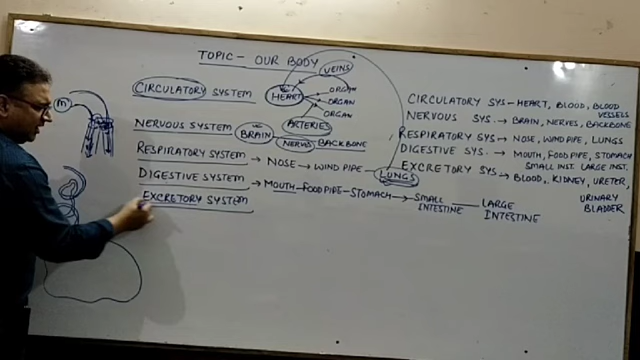 TOPIC - OUR BODY
VEINS
CIRCULATORY SYSTEM
HEART
ORGAN
ORGAN
ORGAN
ARTERIES
NERVOUS SYSTEM BRAIN NERVES BACKBONE
RESPIRATORY SYSTEM → NOSE → WIND PIPE LUNGS
DIGESTIVE SYSTEM → MOUTH - FOOD PIPE - STOMACH → SMALL INTESTINE LARGE INTESTINE
EXCRETORY SYSTEM
CIRCULATORY SYS - HEART, BLOOD, BLOOD VESSELS
NERVOUS SYS. → BRAIN, NERVES, BACKBONE
RESPIRATORY SYS → NOSE, WIND PIPE, LUNGS
DIGESTIVE SYS. → MOUTH, FOOD PIPE, STOMACH
SMALL INST. LARGE INST.
EXCRETORY SYS → BLOOD, KIDNEY, URETER,
URINARY BLADDER
m